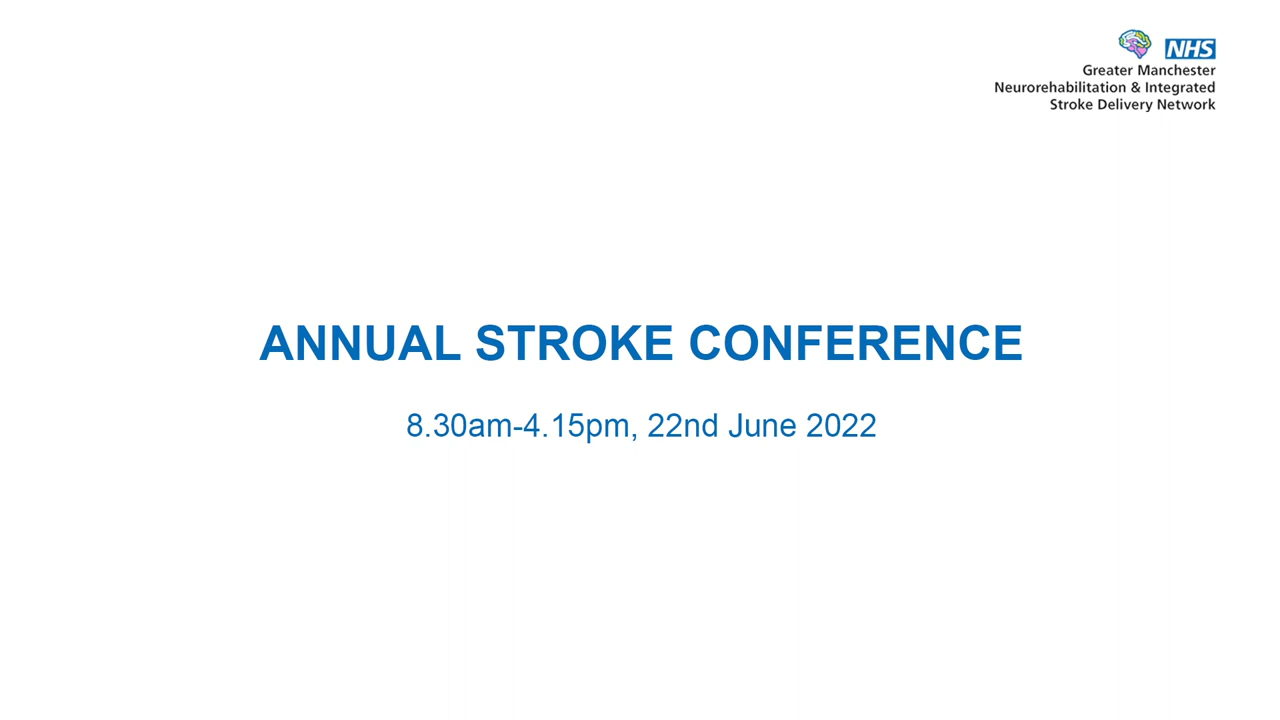 NHS
Greater Manchester
Neurorehabilitation & Integrated
Stroke Delivery Network
ANNUAL STROKE CONFERENCE
8.30am-4.15pm, 22nd June 2022